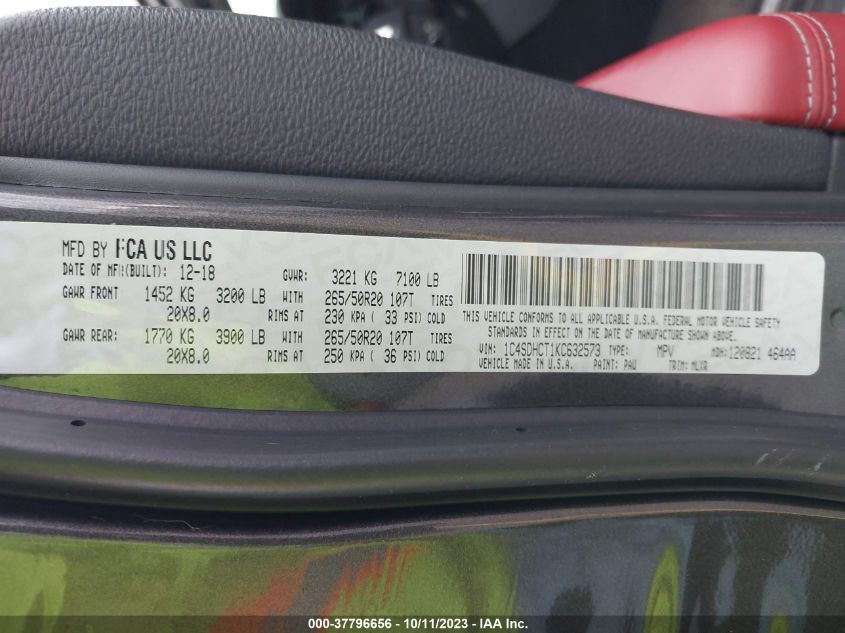 MFD BY FCA US LLC
DATE OF MFR(BUILT): 12-18 GVWR: 3221 KG 7100 LB
GAWR FRONT 1452 KG 3200 LB WITH 265/50R20 107T TIRES
20X8.0 RIMS AT 230 KPA ( 33 PSI) COLD
GAWR REAR: 1770 KG 3900 LB WITH 265/50R20 107T TIRES
20X8.0 RIMS AT 250 KPA ( 36 PSI) COLD
THIS VEHICLE CONFORMS TO ALL APPLICABLE U.S.A. FEDERAL MOTOR VEHICLE SAFETY
STANDARDS IN EFFECT ON THE DATE OF MANUFACTURE SHOWN ABOVE.
VIN: 1C4SDHCT1KC632573 TYPE: MPV MDH: 120821 464AA
VEHICLE MADE IN U.S.A. PAINT: PAU TRIM: MLXR
000-37796656 - 10/11/2023 - IAA Inc.